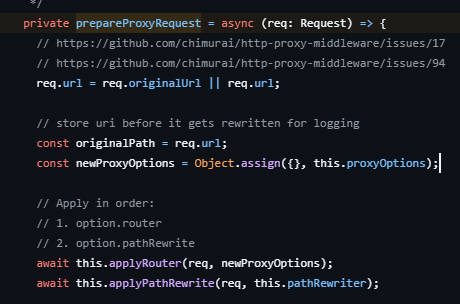 */
private prepareProxyRequest = async (req: Request) => {
// https://github.com/chimurai/http-proxy-middleware/issues/17
// https://github.com/chimurai/http-proxy-middleware/issues/94
req.url = req.originalUrl || req.url;
// store uri before it gets rewritten for logging
const originalPath = req.url;
const newProxyOptions = Object.assign({}, this.proxyOptions);
// Apply in order:
// 1. option.router
// 2. option.pathRewrite
await this.applyRouter(req, newProxyOptions);
await this.applyPathRewrite(req, this.pathRewriter);